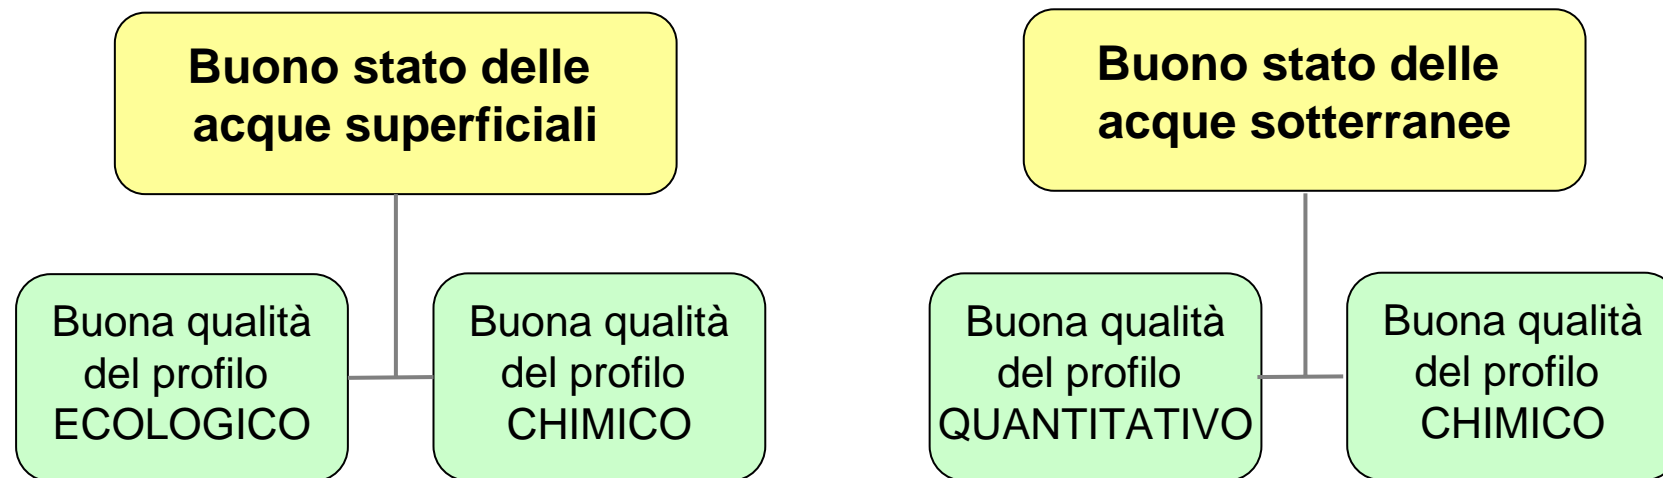 Buono stato delle
acque superficiali
Buono stato delle
acque sotterranee
Buona qualità
del profilo
ECOLOGICO
Buona qualità
del profilo
CHIMICO
Buona qualità
del profilo
QUANTITATIVO
Buona qualità
del profilo
CHIMICO